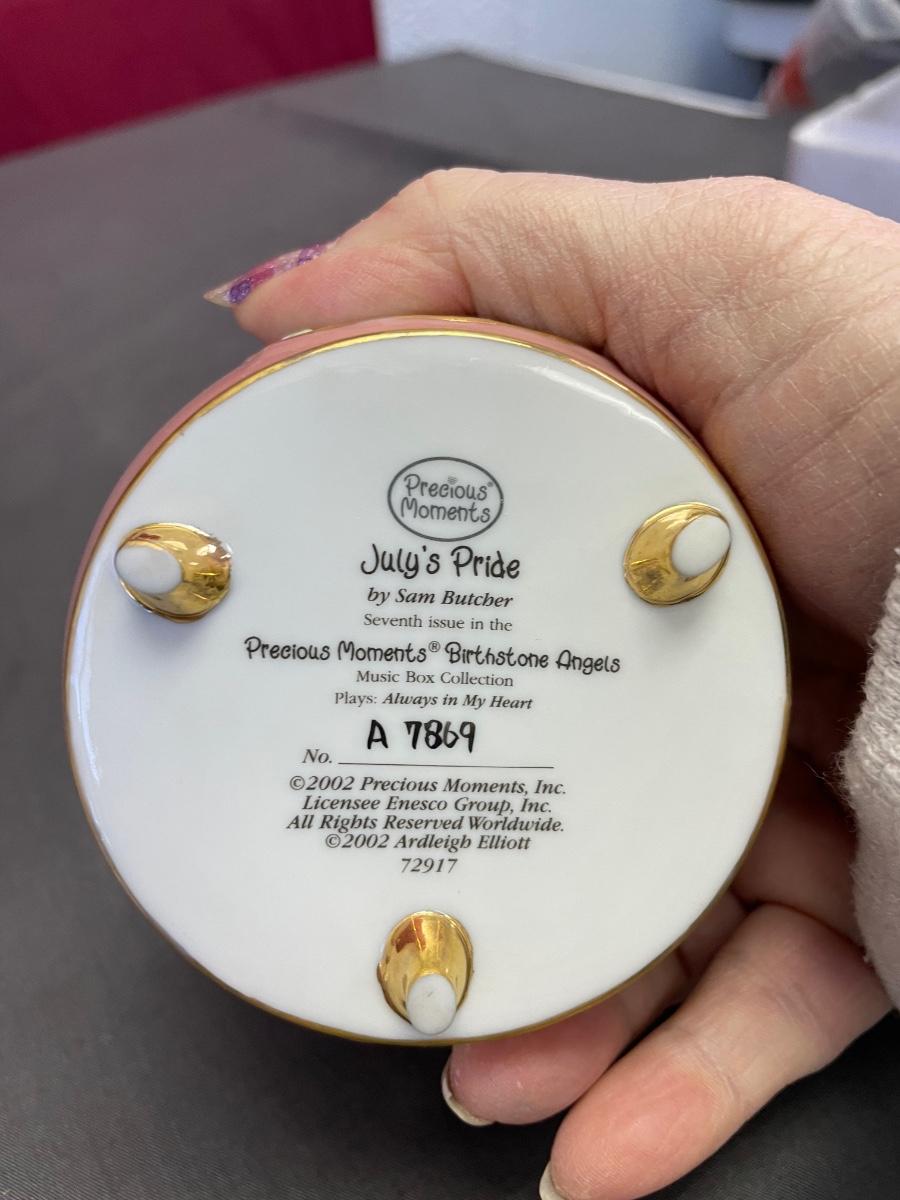 Precious®
Moments
July's Pride
by Sam Butcher
Seventh issue in the
Precious Moments® Birthstone Angels
Music Box Collection
Plays: Always in My Heart
A 7869
No.
©2002 Precious Moments, Inc.
Licensee Enesco Group, Inc.
All Rights Reserved Worldwide.
©2002 Ardleigh Elliott
72917